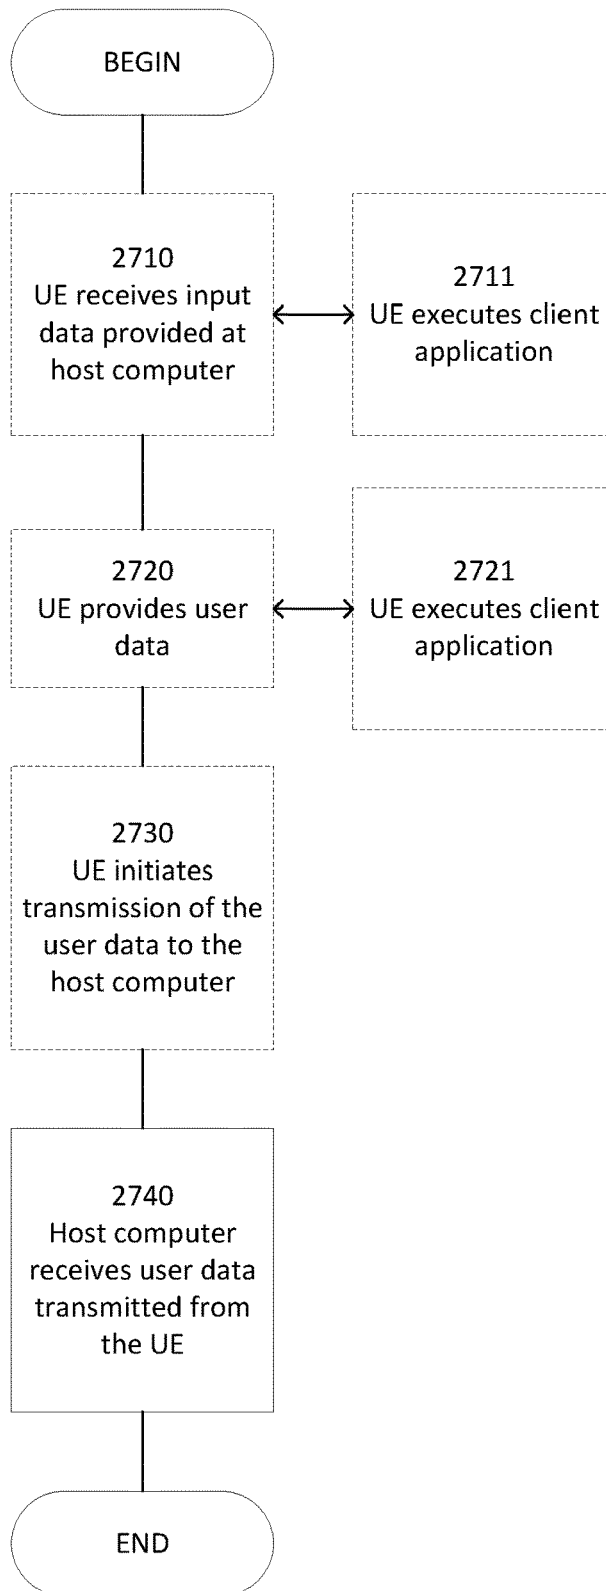 BEGIN
2710
UE receives input
data provided at
host computer
2711
UE executes client
application
2720
UE provides user
data
2721
UE executes client
application
2730
UE initiates
transmission of the
user data to the
host computer
2740
Host computer
receives user data
transmitted from
the UE
END